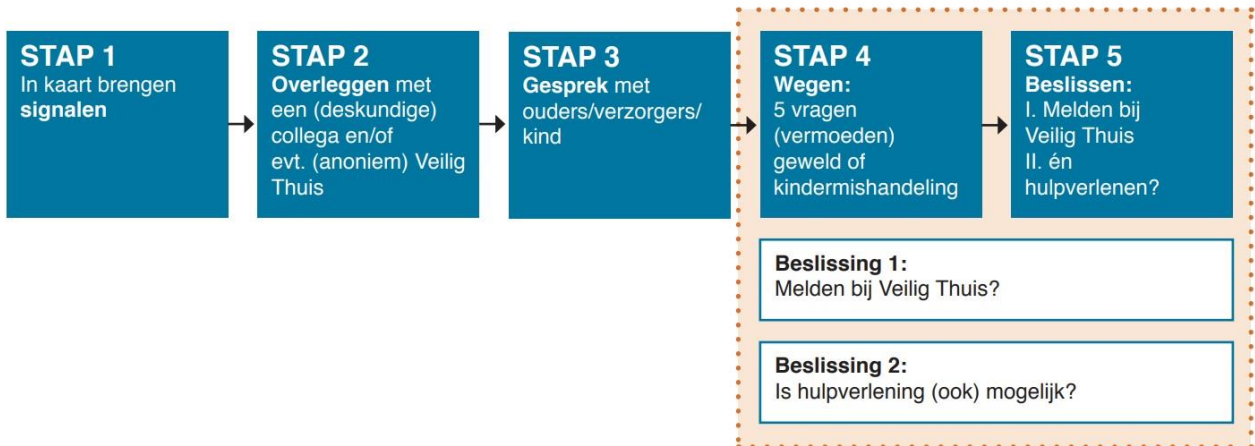 STAP 1
In kaart brengen
signalen
STAP 2
Overleggen met
een (deskundige)
collega en/of
evt. (anoniem) Veilig
Thuis
STAP 3
Gesprek met
ouders/verzorgers/
kind
STAP 4
Wegen:
5 vragen
(vermoeden)
geweld of
kindermishandeling
STAP 5
Beslissen:
I. Melden bij
Veilig Thuis
II. én
hulpverlenen?
Beslissing 1:
Melden bij Veilig Thuis?
Beslissing 2:
Is hulpverlening (ook) mogelijk?